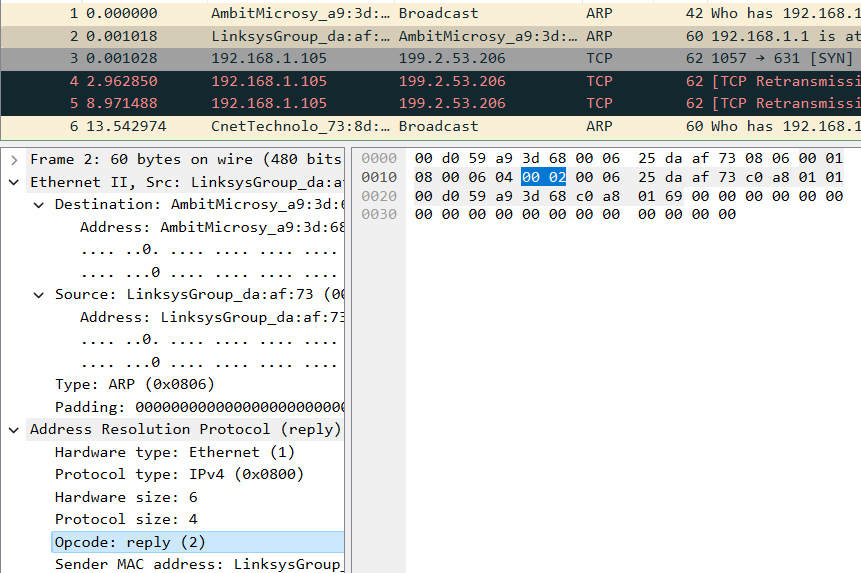 1 0.000000 AmbitMicrosy_a9:3d:… Broadcast ARP 42 Who has 192.168.1
2 0.001018 LinksysGroup_da:af:… AmbitMicrosy_a9:3d:… ARP 60 192.168.1.1 is at
3 0.001028 192.168.1.105 199.2.53.206 TCP 62 1057 → 631 [SYN]
4 2.962850 192.168.1.105 199.2.53.206 TCP 62 [TCP Retransmissi
5 8.971488 192.168.1.105 199.2.53.206 TCP 62 [TCP Retransmissi
6 13.542974 CnetTechnolo_73:8d:… Broadcast ARP 60 Who has 192.168.1
Frame 2: 60 bytes on wire (480 bits
Ethernet II, Src: LinksysGroup_da:a
Destination: AmbitMicrosy_a9:3d:6
Address: AmbitMicrosy_a9:3d:68
.... ..0. .... .... .... ....
.... ...0 .... .... .... ....
Source: LinksysGroup_da:af:73 (00
Address: LinksysGroup_da:af:73
.... ..0. .... .... .... ....
.... ...0 .... .... .... ....
Type: ARP (0x0806)
Padding: 000000000000000000000000
Address Resolution Protocol (reply)
Hardware type: Ethernet (1)
Protocol type: IPv4 (0x0800)
Hardware size: 6
Protocol size: 4
Opcode: reply (2)
Sender MAC address: LinksysGroup_
0000 00 d0 59 a9 3d 68 00 06 25 da af 73 08 06 00 01
0010 08 00 06 04 00 02 00 06 25 da af 73 c0 a8 01 01
0020 00 d0 59 a9 3d 68 c0 a8 01 69 00 00 00 00 00 00
0030 00 00 00 00 00 00 00 00 00 00 00 00